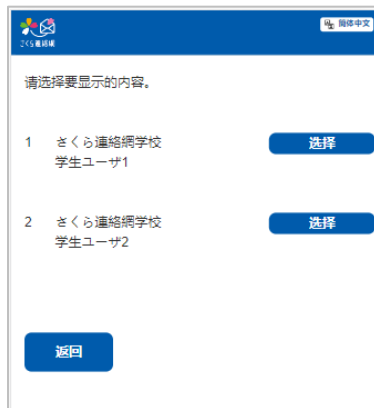 さくら連絡網
简体中文
请选择要显示的内容。
1 さくら連絡網学校
学生ユーザ1
选择
2 さくら連絡網学校
学生ユーザ2
选择
返回